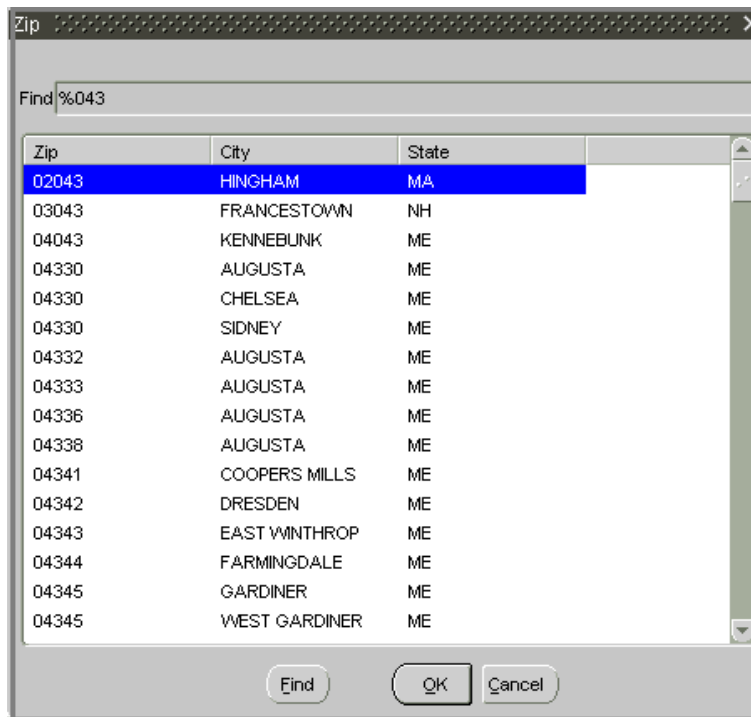 Zip
Find %043
Zip City State
02043 HINGHAM MA
03043 FRANCESTOWN NH
04043 KENNEBUNK ME
04330 AUGUSTA ME
04330 CHELSEA ME
04330 SIDNEY ME
04332 AUGUSTA ME
04333 AUGUSTA ME
04336 AUGUSTA ME
04338 AUGUSTA ME
04341 COOPERS MILLS ME
04342 DRESDEN ME
04343 EAST WINTHROP ME
04344 FARMINGDALE ME
04345 GARDINER ME
04345 WEST GARDINER ME
Find OK Cancel